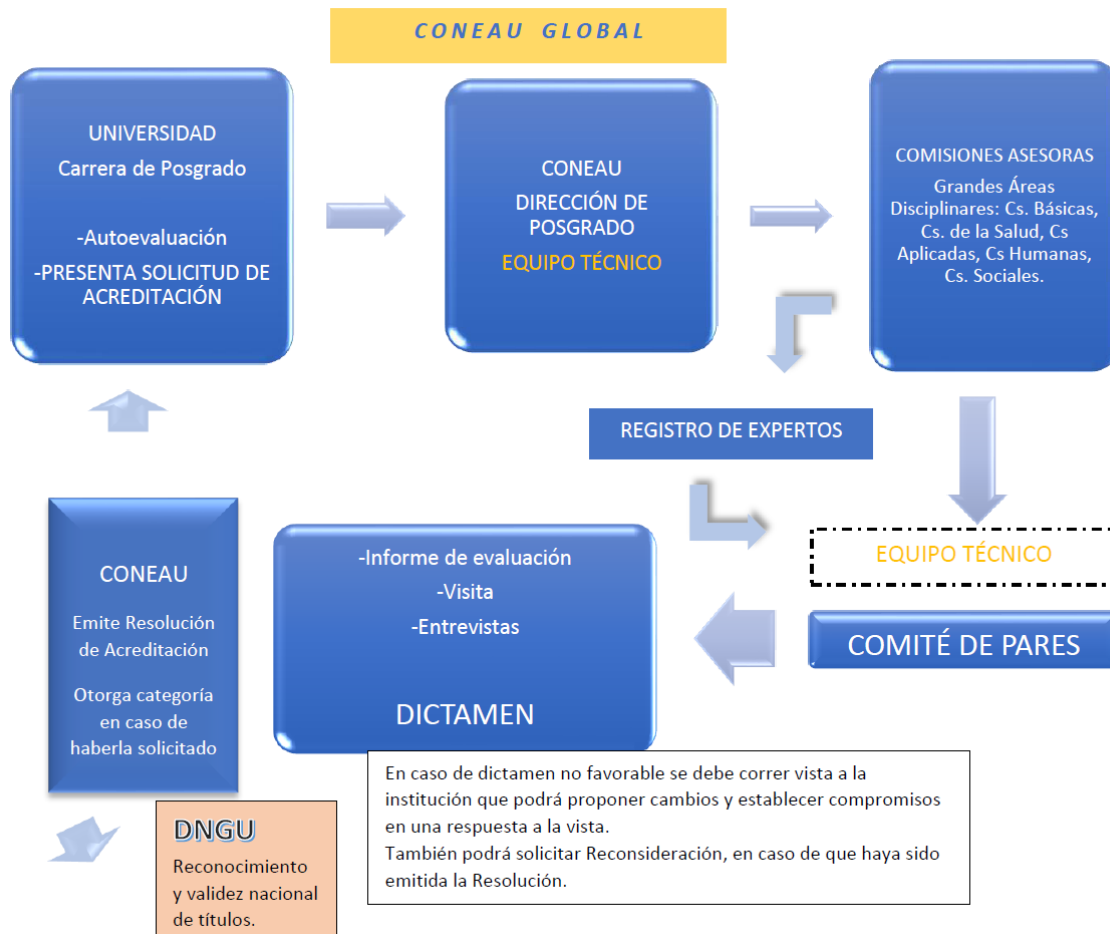 CONEAU GLOBAL
UNIVERSIDAD
Carrera de Posgrado
-Autoevaluación
-PRESENTA SOLICITUD DE
ACREDITACIÓN
CONEAU
DIRECCIÓN DE
POSGRADO
EQUIPO TÉCNICO
COMISIONES ASESORAS
Grandes Áreas
Disciplinares: Cs. Básicas,
Cs. de la Salud, Cs
Aplicadas, Cs Humanas,
Cs. Sociales.
REGISTRO DE EXPERTOS
EQUIPO TÉCNICO
COMITÉ DE PARES
-Informe de evaluación
-Visita
-Entrevistas
DICTAMEN
En caso de dictamen no favorable se debe correr vista a la
institución que podrá proponer cambios y establecer compromisos
en una respuesta a la vista.
También podrá solicitar Reconsideración, en caso de que haya sido
emitida la Resolución.
CONEAU
Emite Resolución
de Acreditación
Otorga categoría
en caso de
haberla solicitado
DNGU
Reconocimiento
y validez nacional
de títulos.